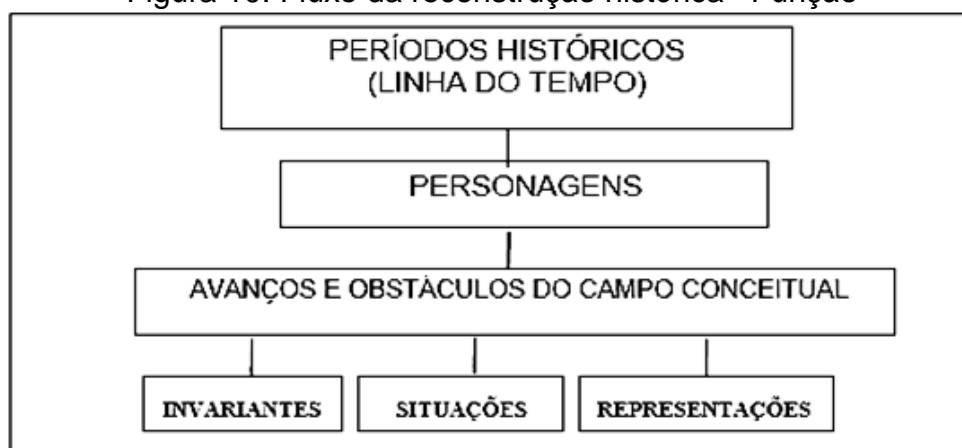 Figura 10: Fluxo da reconstrução histórica - Função
PERÍODOS HISTÓRICOS
(LINHA DO TEMPO)
PERSONAGENS
AVANÇOS E OBSTÁCULOS DO CAMPO CONCEITUAL
INVARIANTES SITUAÇÕES REPRESENTAÇÕES